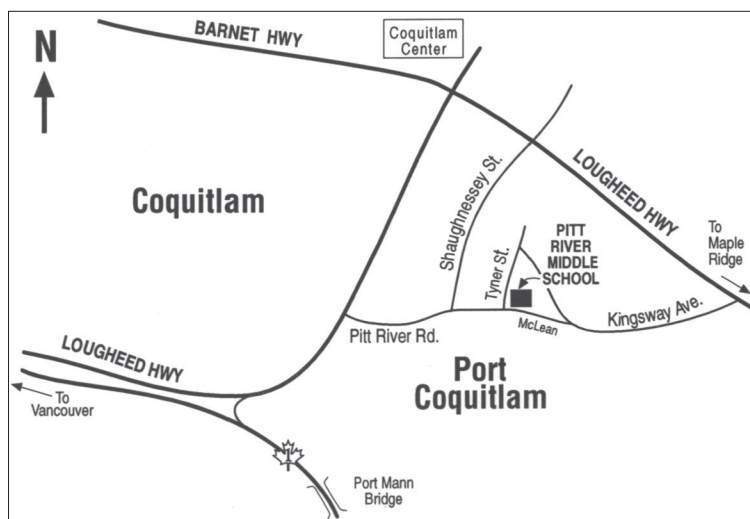 BARNET HWY
Coquitlam
Center
N
Coquitlam
Shaughnessey St.
LOUGHEED HWY
To
Maple
Ridge
PITT
RIVER
MIDDLE
SCHOOL
Tyner St.
McLean
Kingsway Ave.
Pitt River Rd.
LOUGHEED HWY
To
Vancouver
Port
Coquitlam
Port Mann
Bridge